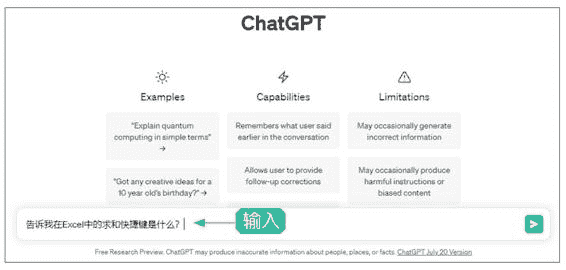 ChatGPT
Examples
Capabilities
Limitations
"Explain quantum
computing in simple terms"
→
Remembers what user said
earlier in the conversation
May occasionally generate
incorrect information
"Got any creative ideas for a
10 year old's birthday?" →
Allows user to provide
follow-up corrections
May occasionally produce
harmful instructions or
biased content
告诉我在Excel中的求和快捷键是什么?
输入
Free Research Preview. ChatGPT may produce inaccurate information about people, places, or facts. ChatGPT July 20 Version